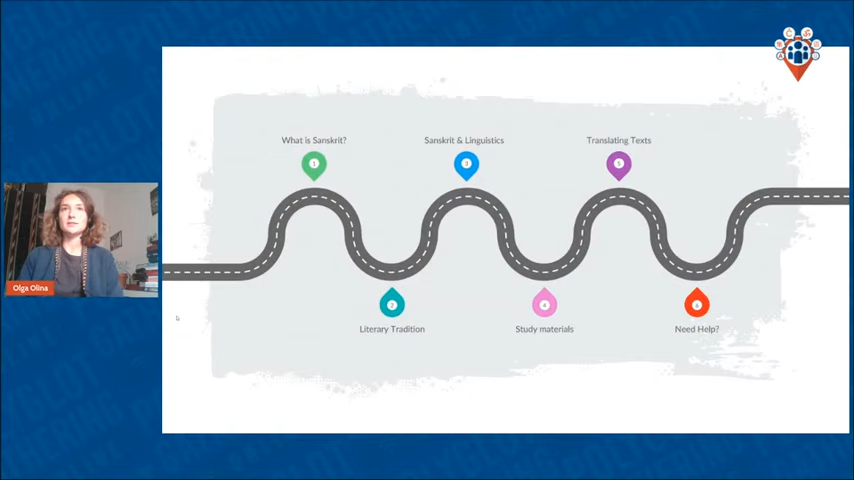 What is Sanskrit?
1
Sanskrit & Linguistics
3
Translating Texts
5
2
Literary Tradition
4
Study materials
6
Need Help?
Olga Olina